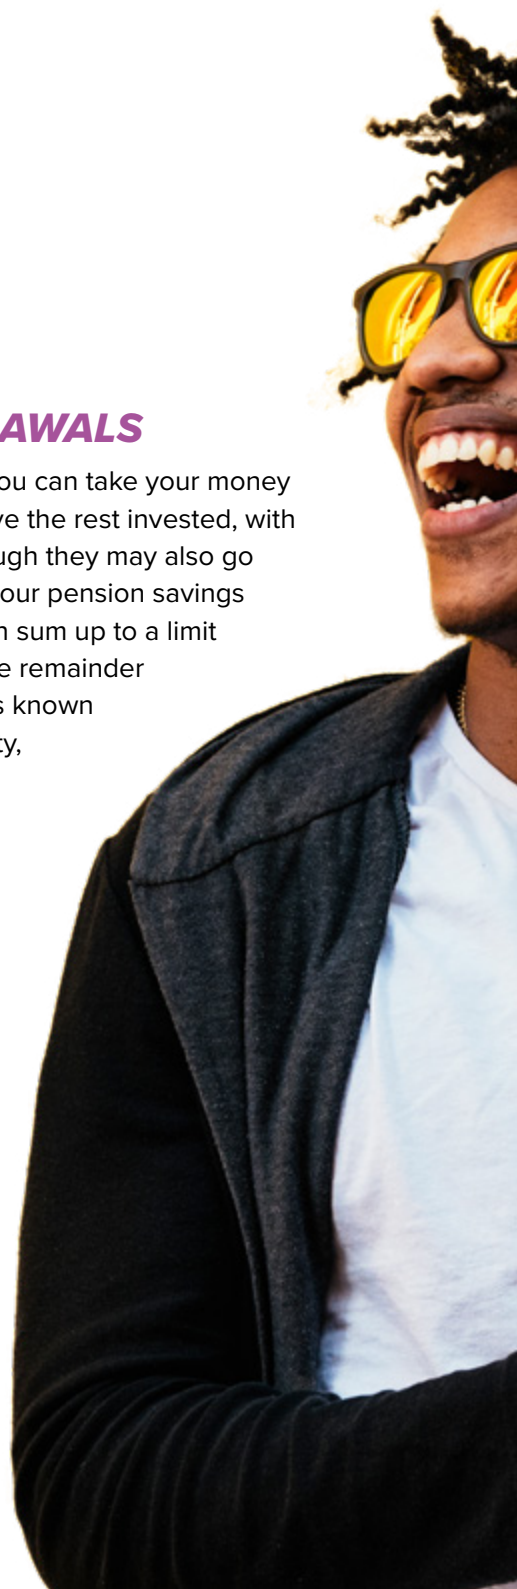 AWALS
ou can take your money
ve the rest invested, with
ugh they may also go
our pension savings
n sum up to a limit
e remainder
s known
ty,